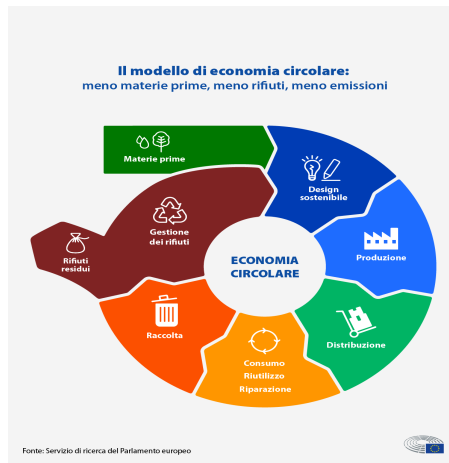 Il modello di economia circolare:
meno materie prime, meno rifiuti, meno emissioni
Materie prime
Design
sostenibile
Produzione
Distribuzione
Consumo
Riutilizzo
Riparazione
Raccolta
Gestione
dei rifiuti
Rifiuti
residui
ECONOMIA
CIRCOLARE
Fonte: Servizio di ricerca del Parlamento europeo